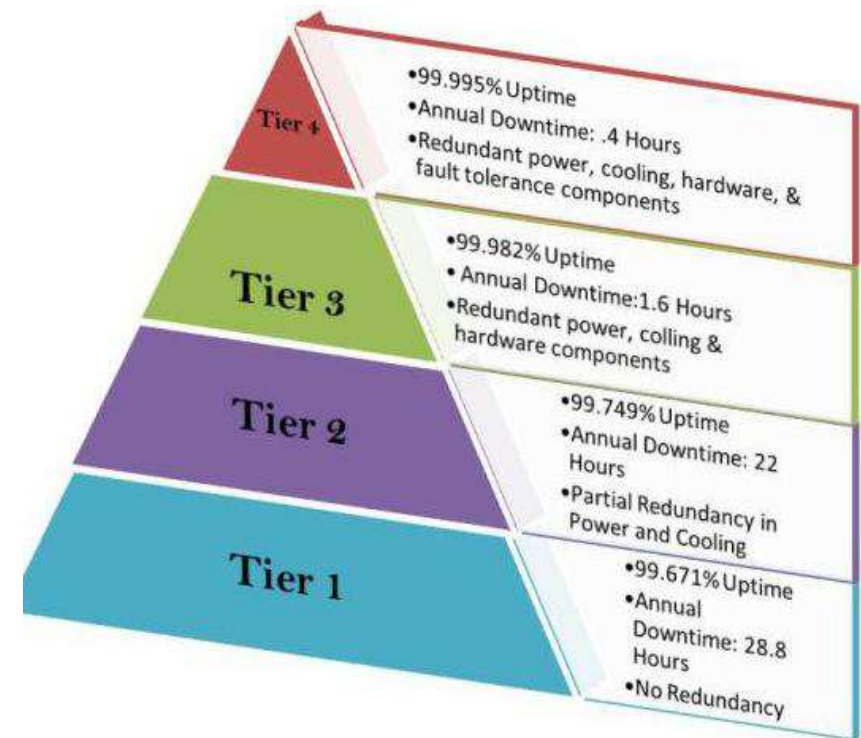 Tier 4
•99.995% Uptime
•Annual Downtime: .4 Hours
•Redundant power, cooling, hardware, &
fault tolerance components
Tier 3
•99.982% Uptime
• Annual Downtime:1.6 Hours
•Redundant power, colling &
hardware components
Tier 2
•99.749% Uptime
•Annual Downtime: 22
Hours
•Partial Redundancy in
Power and Cooling
Tier 1
•99.671% Uptime
•Annual
Downtime: 28.8
Hours
•No Redundancy